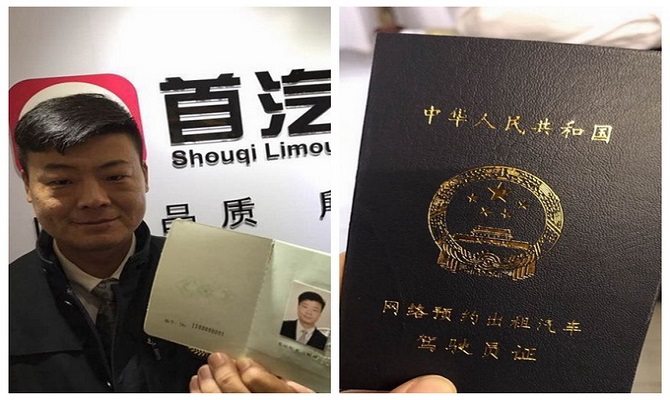 首汽
Shouqi Limou
品质
中华人民共和国
网络预约出租汽车
驾驶员证